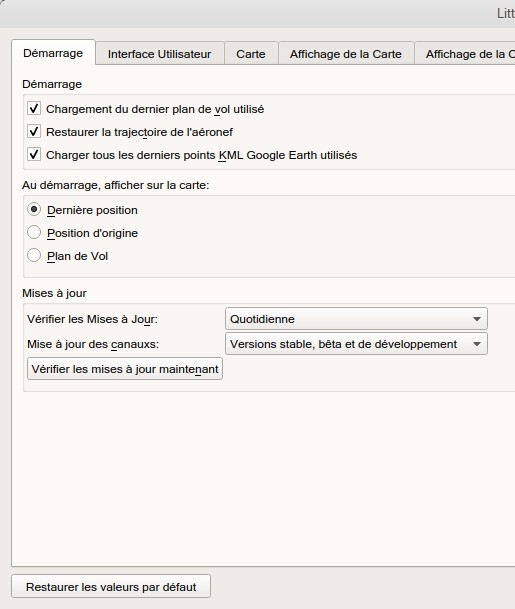 Litt
Démarrage Interface Utilisateur Carte Affichage de la Carte Affichage de la C
Démarrage
Chargement du dernier plan de vol utilisé
Restaurer la trajectoire de l'aéronef
Charger tous les derniers points KML Google Earth utilisés
Au démarrage, afficher sur la carte:
Dernière position
Position d'origine
Plan de Vol
Mises à jour
Vérifier les Mises à Jour: Quotidienne
Mise à jour des canauxs: Versions stable, bêta et de développement
Vérifier les mises à jour maintenant
Restaurer les valeurs par défaut